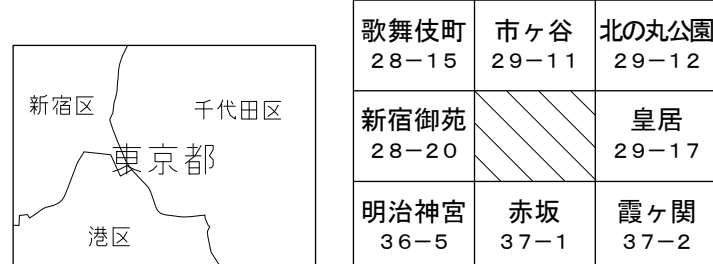 新宿区
千代田区
東京都
港区
歌舞伎町 市ヶ谷 北の丸公園
28-15 29-11 29-12
新宿御苑 皇居
28-20 29-17
明治神宮 赤坂 霞ヶ関
36-5 37-1 37-2